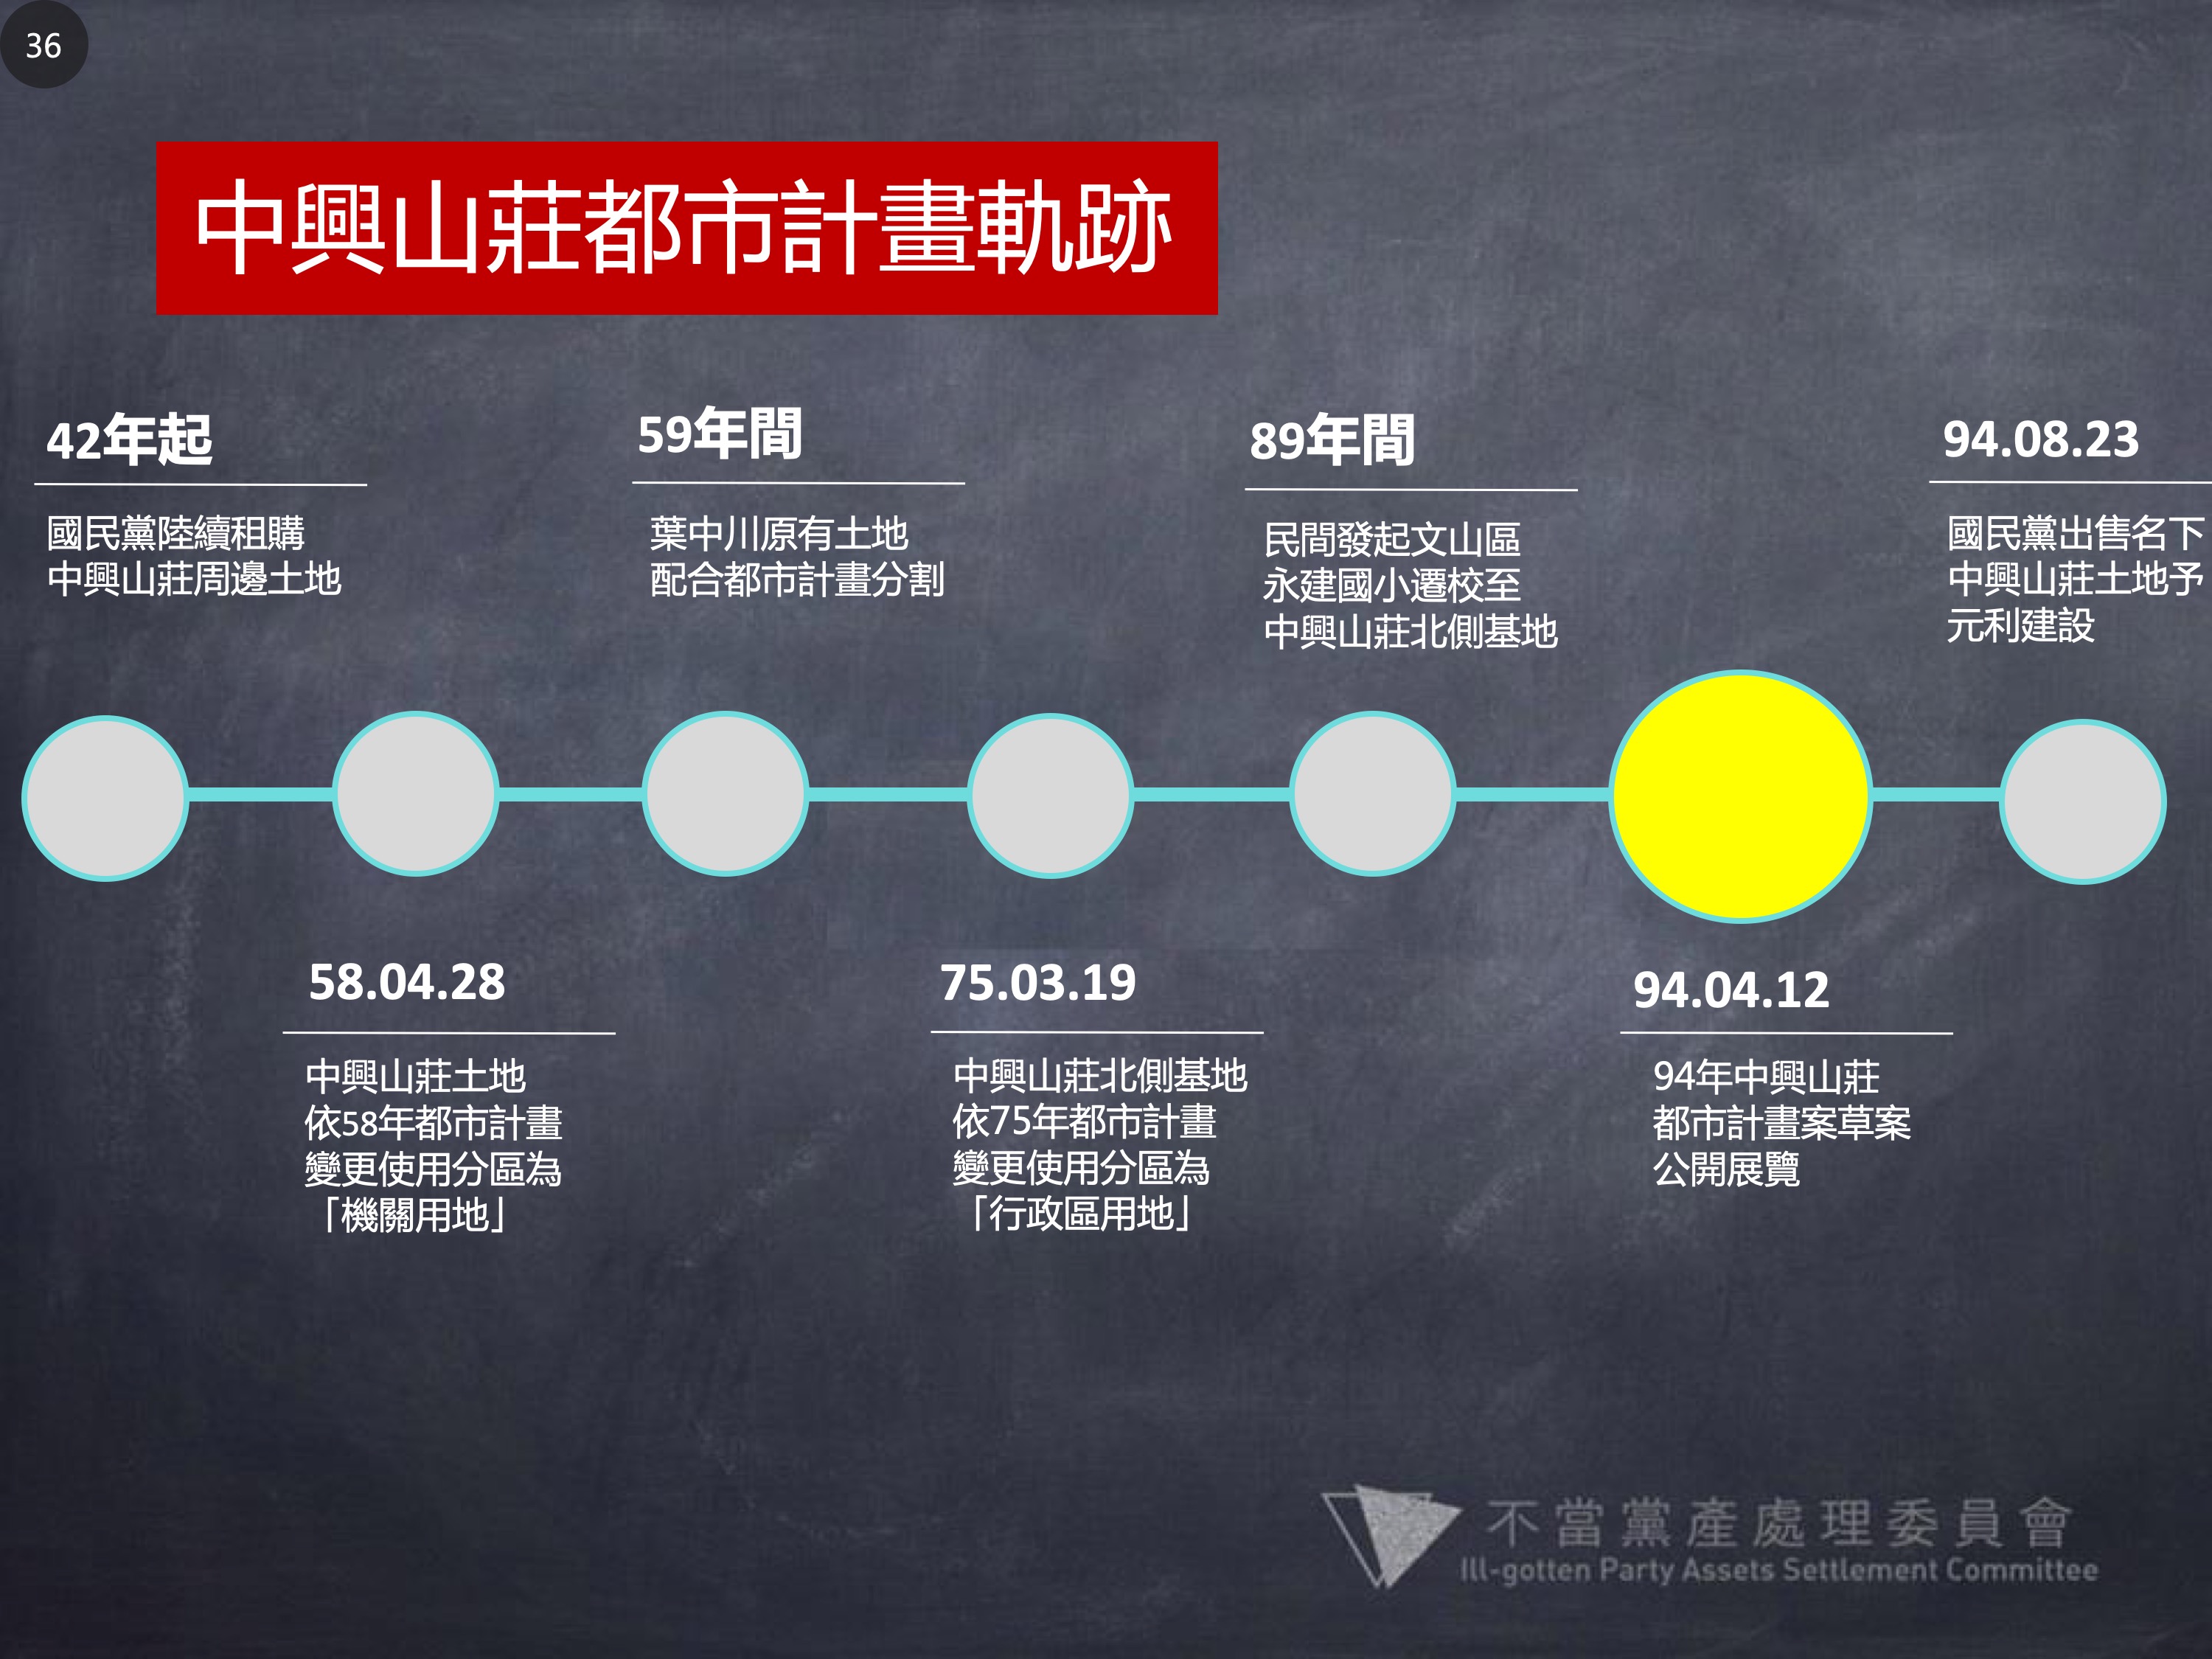 36
中興山莊都市計畫軌跡
42年起
國民黨陸續租購
中興山莊周邊土地
58.04.28
中興山莊土地
依58年都市計畫
變更使用分區為
「機關用地」
59年間
葉中川原有土地
配合都市計畫分割
75.03.19
中興山莊北側基地
依75年都市計畫
變更使用分區為
「行政區用地」
89年間
民間發起文山區
永建國小遷校至
中興山莊北側基地
94.04.12
94年中興山莊
都市計畫案草案
公開展覽
94.08.23
國民黨出售名下
中興山莊土地予
元利建設
不當黨產處理委員會
Ill-gotten Party Assets Settlement Committee